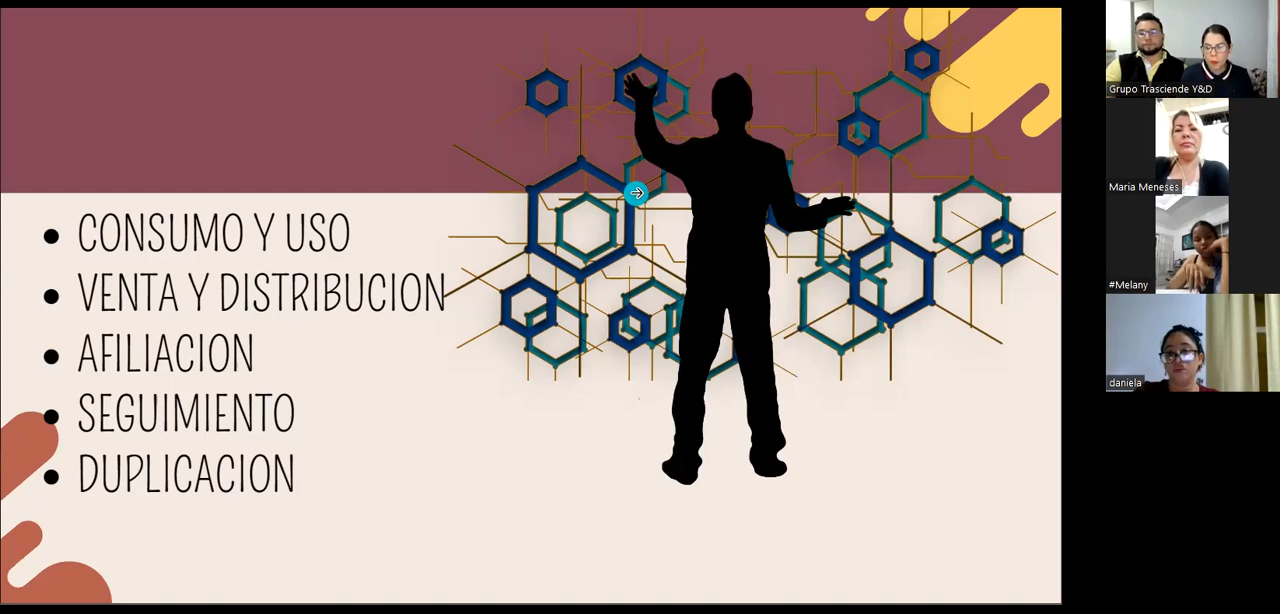 CONSUMO Y USO
VENTA Y DISTRIBUCION
AFILIACION
SEGUIMIENTO
DUPLICACION
Grupo Trasciende Y&D
Maria Meneses
#Melany
daniela